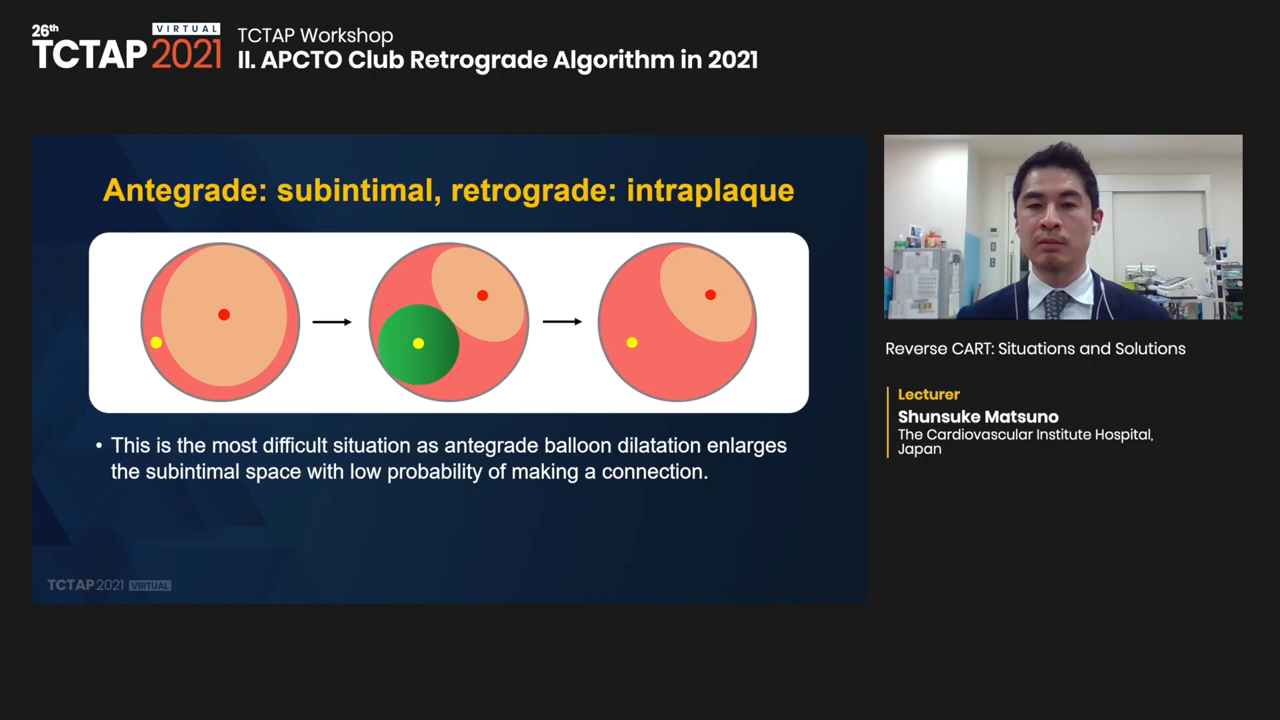 26th
VIRTUAL
TCTAP 2021
TCTAP Workshop
II. APCTO Club Retrograde Algorithm in 2021
Antegrade: subintimal, retrograde: intraplaque
• This is the most difficult situation as antegrade balloon dilatation enlarges
the subintimal space with low probability of making a connection.
TCTAP 2021 VIRTUAL
Reverse CART: Situations and Solutions
Lecturer
Shunsuke Matsuno
The Cardiovascular Institute Hospital,
Japan